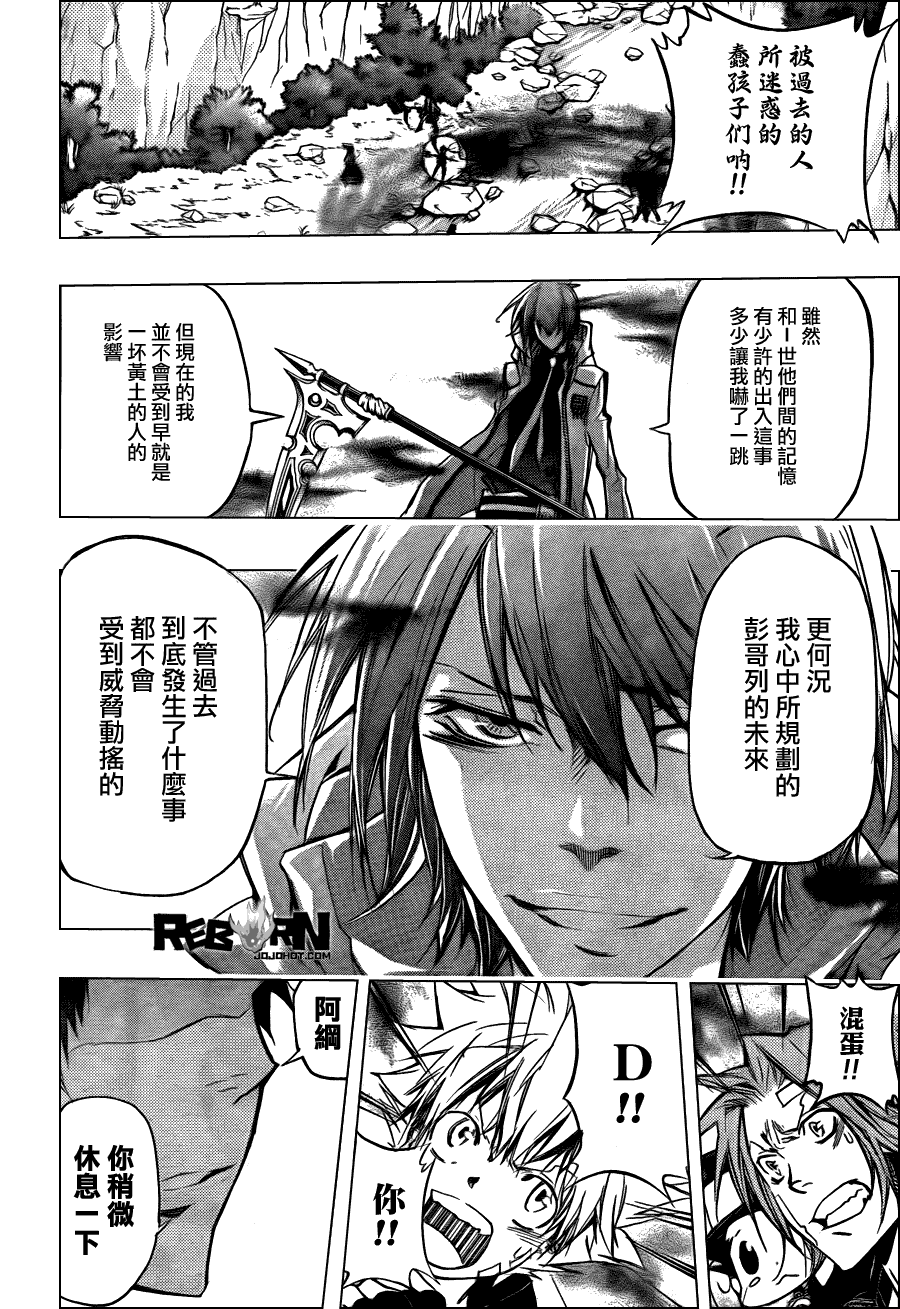 被過去的人
所迷惑的
蠢孩子们呐!!
雖然
和I世他們間的記憶
有少許的出入這事
多少讓我嚇了一跳
但現在的我
並不會受到早就是
一坏黃土的人的
影響
更何況
我心中所規劃的
彭哥列的未來
不管過去
到底發生了什麼事
都不會
受到威脅動搖的
REBORN
JOJOHOT.COM
混蛋!!
D!!
你!!
阿綱
你稍微
休息一下